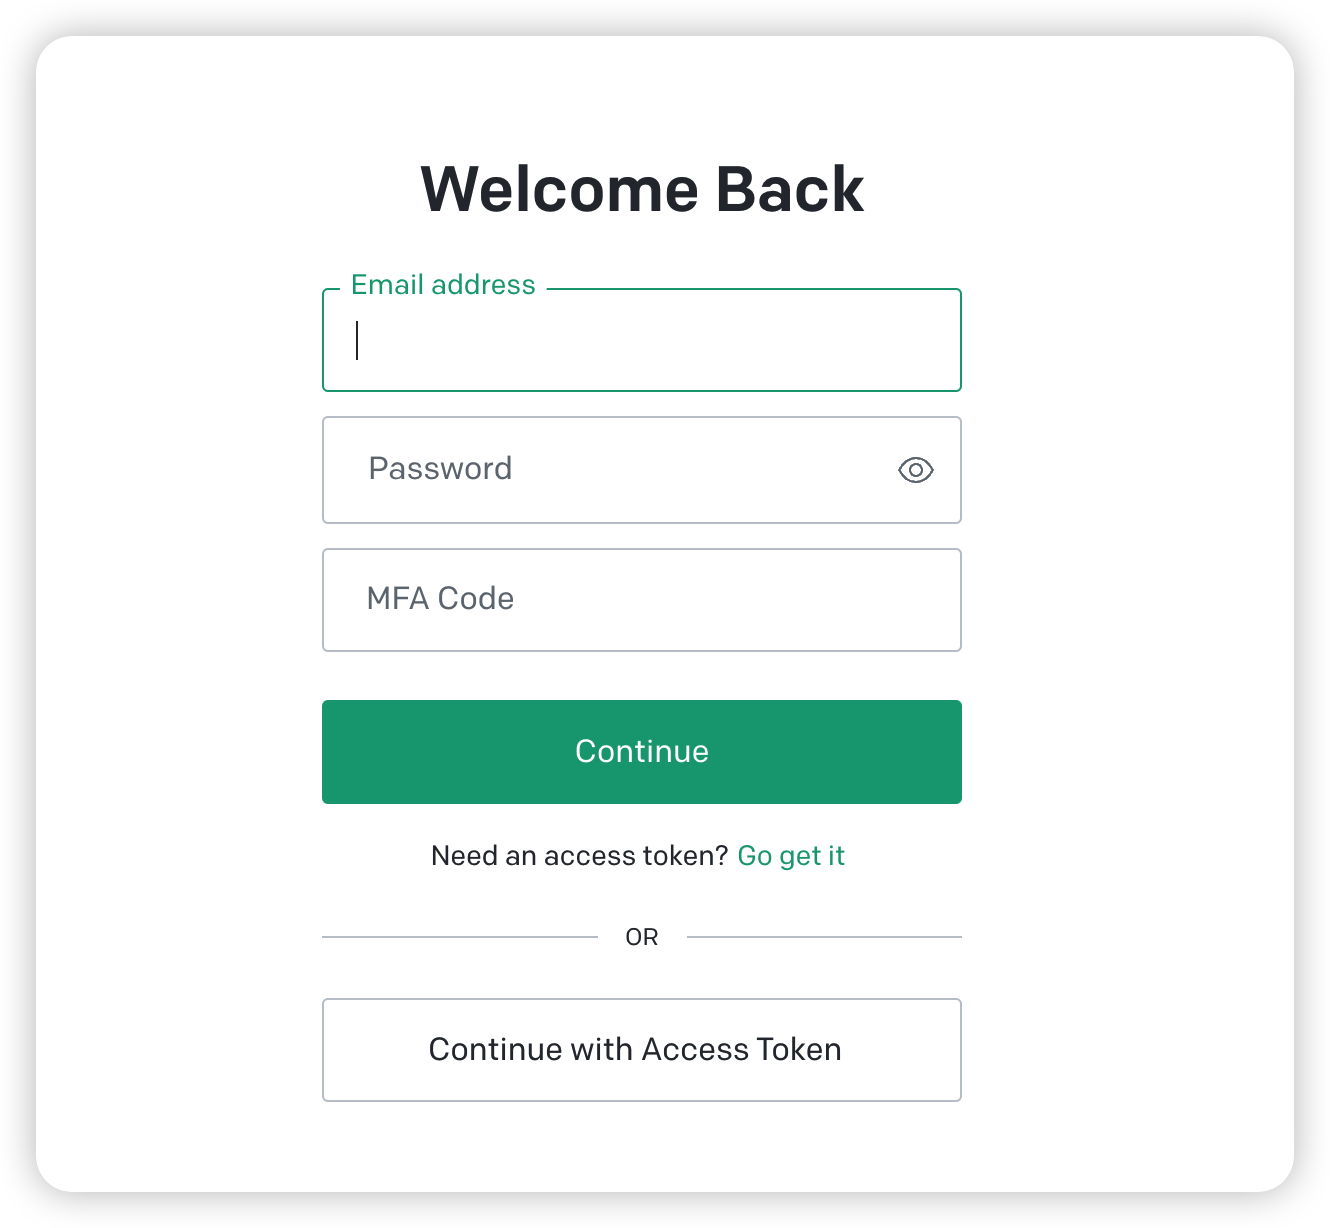 Welcome Back
Email address
Password
MFA Code
Continue
Need an access token? Go get it
OR
Continue with Access Token